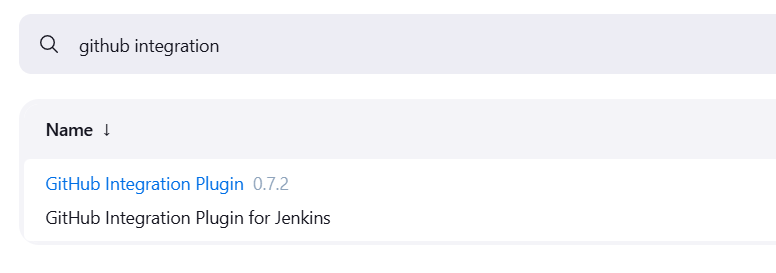 github integration
Name ↓
GitHub Integration Plugin 0.7.2
GitHub Integration Plugin for Jenkins